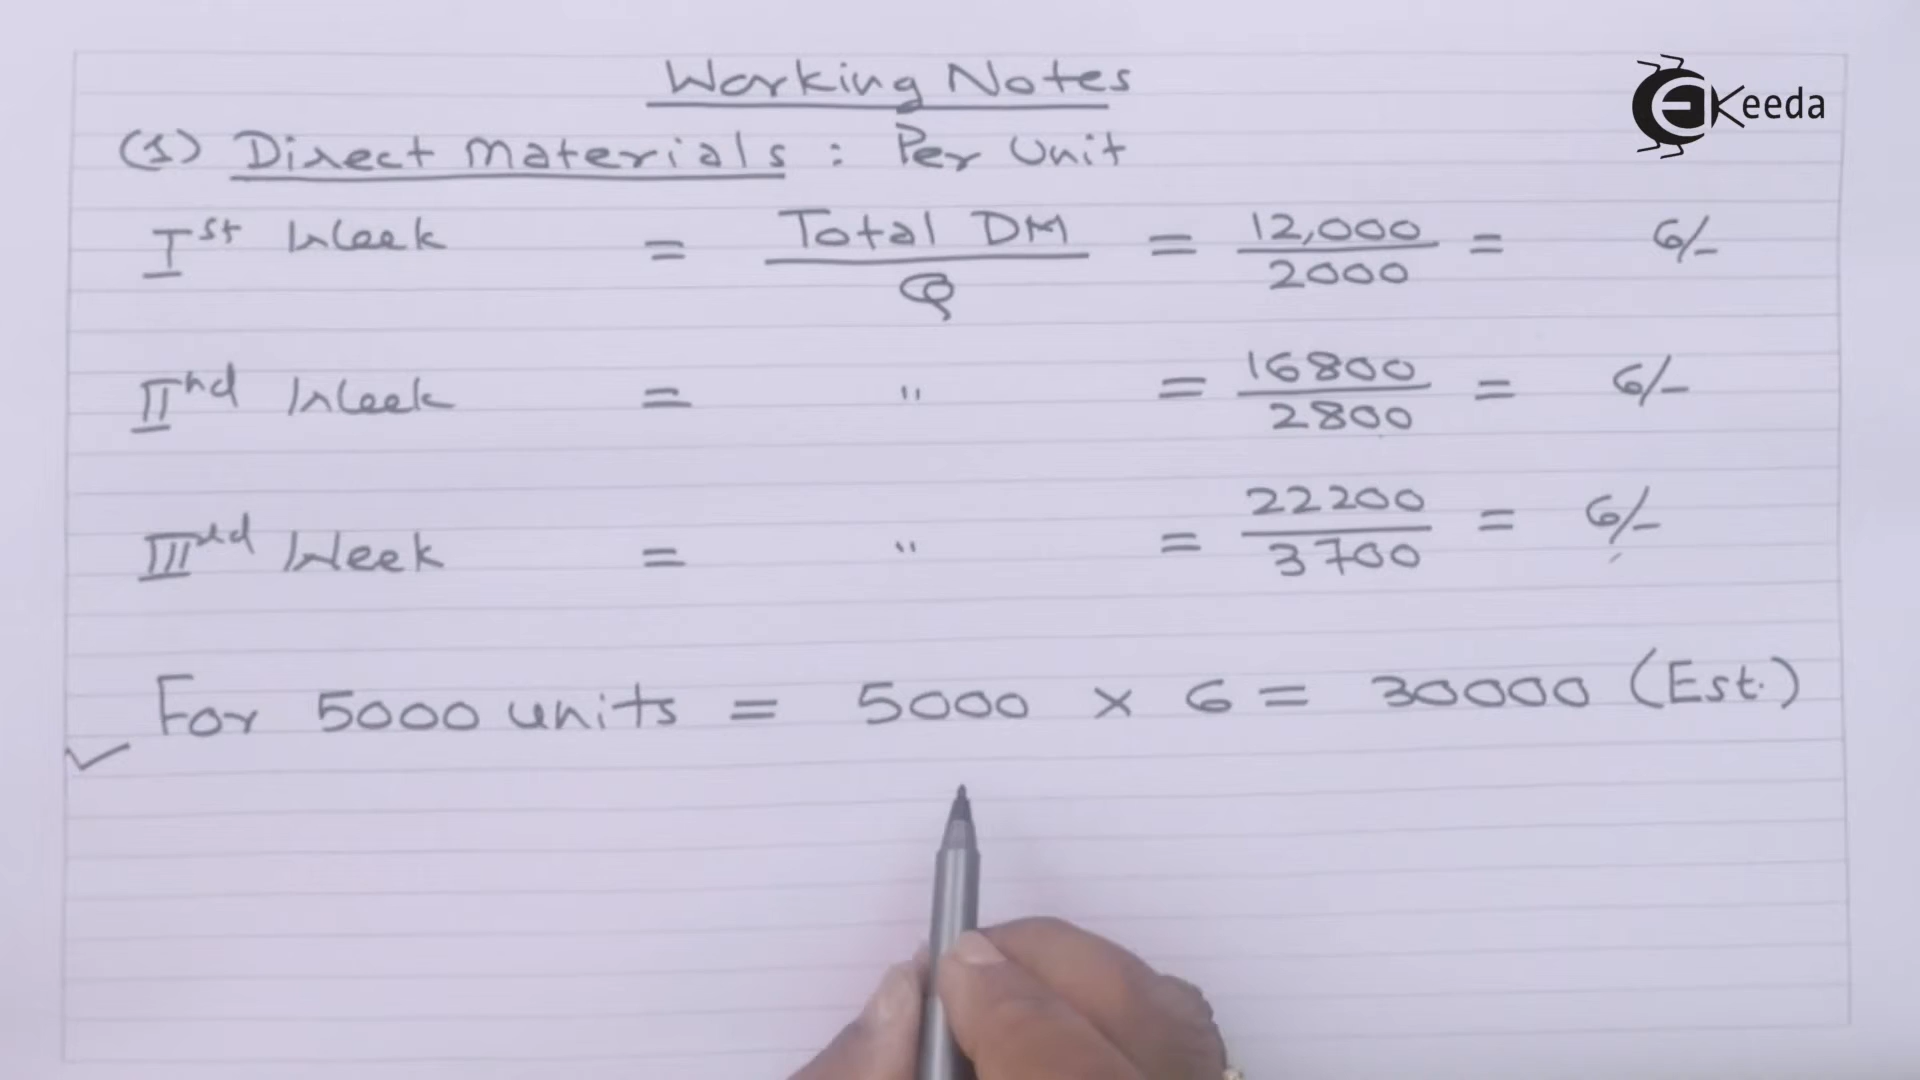 Working Notes
EKeeda
(1) Direct Materials : Per Unit
Ist Week = Total DM / Q = 12,000 / 2000 = 6/-
IInd Week = " = 16800 / 2800 = 6/-
IIIrd Week = " = 22200 / 3700 = 6/-
For 5000 units = 5000 × 6 = 30000 (Est.)